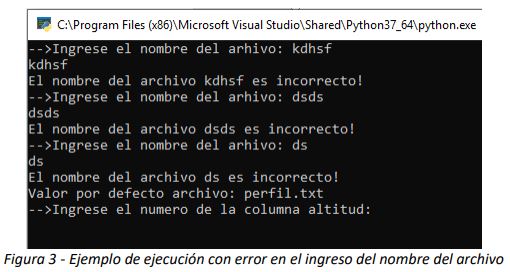 C:\Program Files (x86)\Microsoft Visual Studio\Shared\Python37_64\python.exe
-->Ingrese el nombre del arhivo: kdhsf
kdhsf
El nombre del archivo kdhsf es incorrecto!
-->Ingrese el nombre del arhivo: dsds
dsds
El nombre del archivo dsds es incorrecto!
-->Ingrese el nombre del arhivo: ds
ds
El nombre del archivo ds es incorrecto!
Valor por defecto archivo: perfil.txt
-->Ingrese el numero de la columna altitud:
Figura 3 - Ejemplo de ejecución con error en el ingreso del nombre del archivo